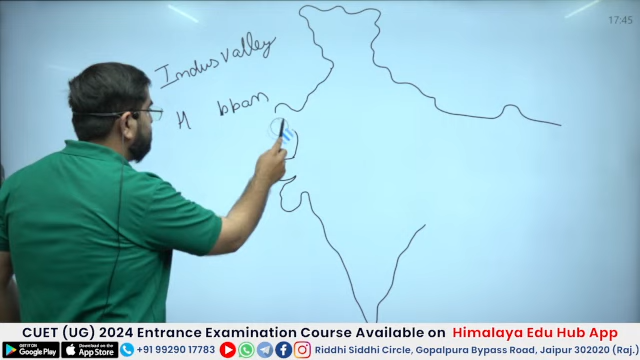 17:45
Indus valley
H bban
CUET (UG) 2024 Entrance Examination Course Available on Himalaya Edu Hub App
GET IT ON Google Play Download on the App Store +91 99290 17783 Riddhi Siddhi Circle, Gopalpura Bypass Road, Jaipur 302020 (Raj.)